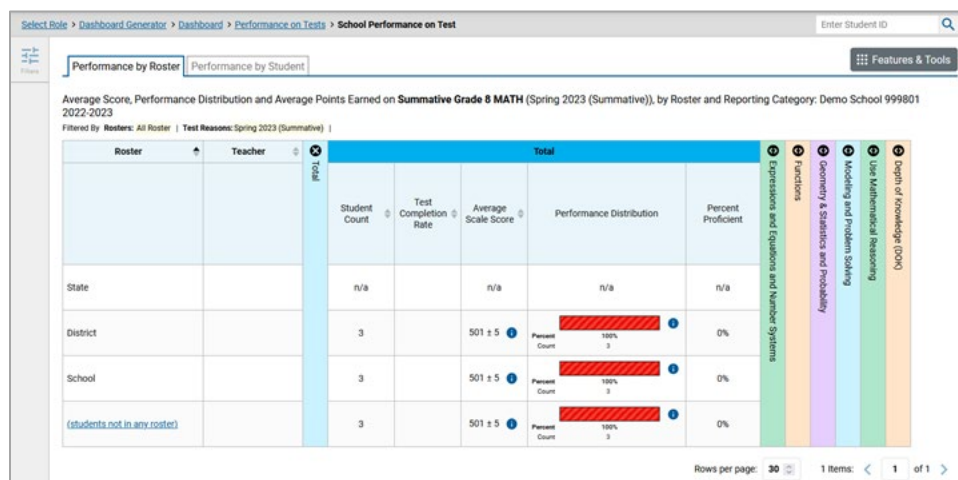 Select Role > Dashboard Generator > Dashboard > Performance on Tests > School Performance on Test
Enter Student ID
Filters
Performance by Roster
Performance by Student
Features & Tools
Average Score, Performance Distribution and Average Points Earned on Summative Grade 8 MATH (Spring 2023 (Summative)), by Roster and Reporting Category: Demo School 999801
2022-2023
Filtered By Rosters: All Roster | Test Reasons: Spring 2023 (Summative) |
Roster
Teacher
Total
Total
Student
Count
Test
Completion
Rate
Average
Scale Score
Performance Distribution
Percent
Proficient
Expressions and Equations and Number Systems
Functions
Geometry & Statistics and Probability
Modeling and Problem Solving
Use Mathematical Reasoning
Depth of Knowledge (DOK)
State n/a n/a n/a n/a
District 3 501 ± 5 0%
Percent 100%
Count 3
School 3 501 ± 5 0%
Percent 100%
Count 3
(students not in any roster) 3 501 ± 5 0%
Percent 100%
Count 3
Rows per page: 30 1 Items: < 1 of 1 >